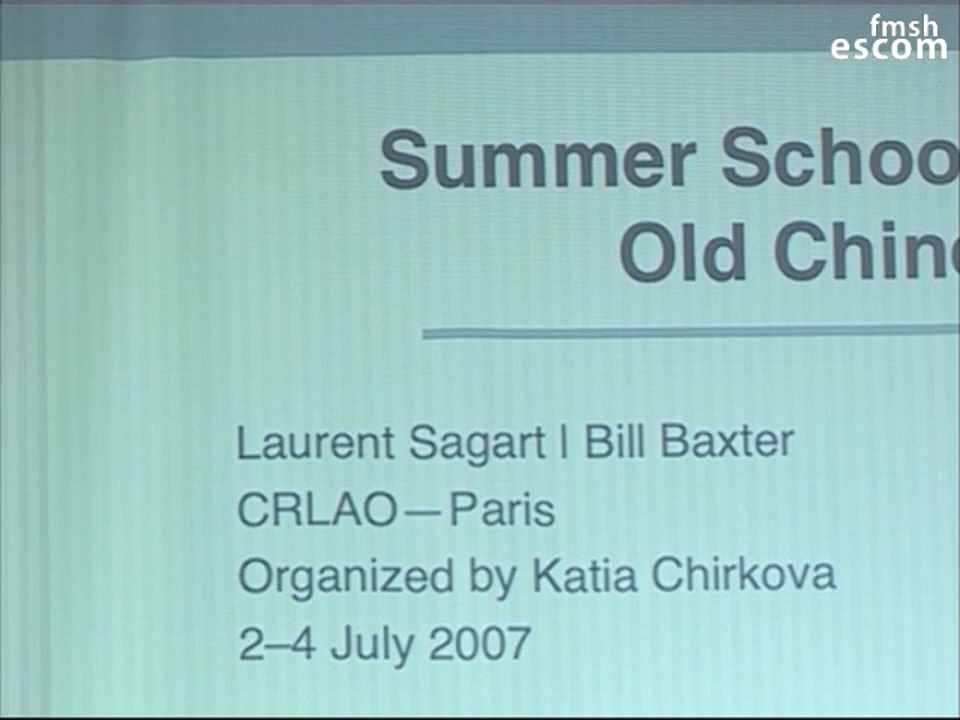 fmsh
escom
Summer Schoo
Old Chin
Laurent Sagart | Bill Baxter
CRLAO—Paris
Organized by Katia Chirkova
2–4 July 2007